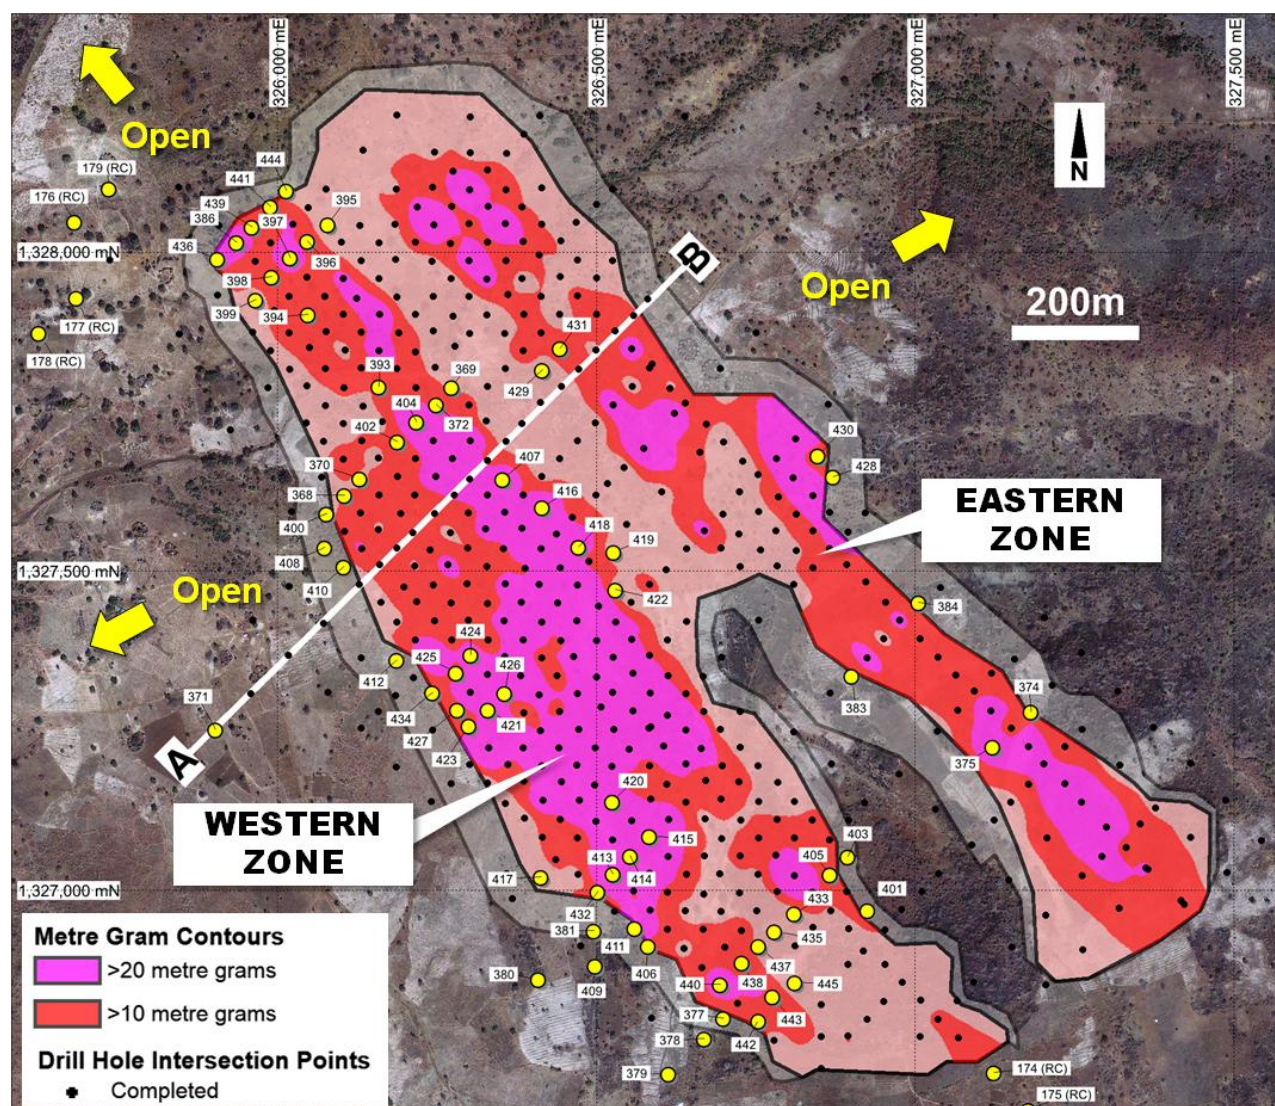 326,000 mE
326,500 mE
327,000 mE
327,500 mE
Open
N
179 (RC)
444
441
176 (RC)
439
395
386
397
436
1,328,000 mN
B
Open
396
398
200m
399
394
177 (RC)
431
178 (RC)
393
369
429
404
402
372
430
370
407
428
368
416
EASTERN
ZONE
400
418
419
408
1,327,500 mN
410
Open
422
384
424
425
426
412
371
434
421
383
374
427
423
375
A
420
WESTERN
ZONE
415
403
413
405
417
414
401
1,327,000 mN
432
433
381
411
435
406
437
380
409
440
438
445
377
443
378
442
379
174 (RC)
175 (RC)
Metre Gram Contours
>20 metre grams
>10 metre grams
Drill Hole Intersection Points
Completed